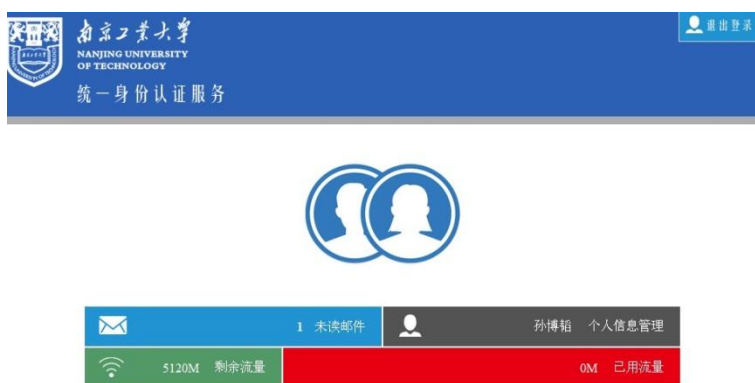 退出登录
南京工业大学
NANJING UNIVERSITY
OF TECHNOLOGY
统一身份认证服务
1 未读邮件
孙博韬 个人信息管理
5120M 剩余流量
0M 已用流量